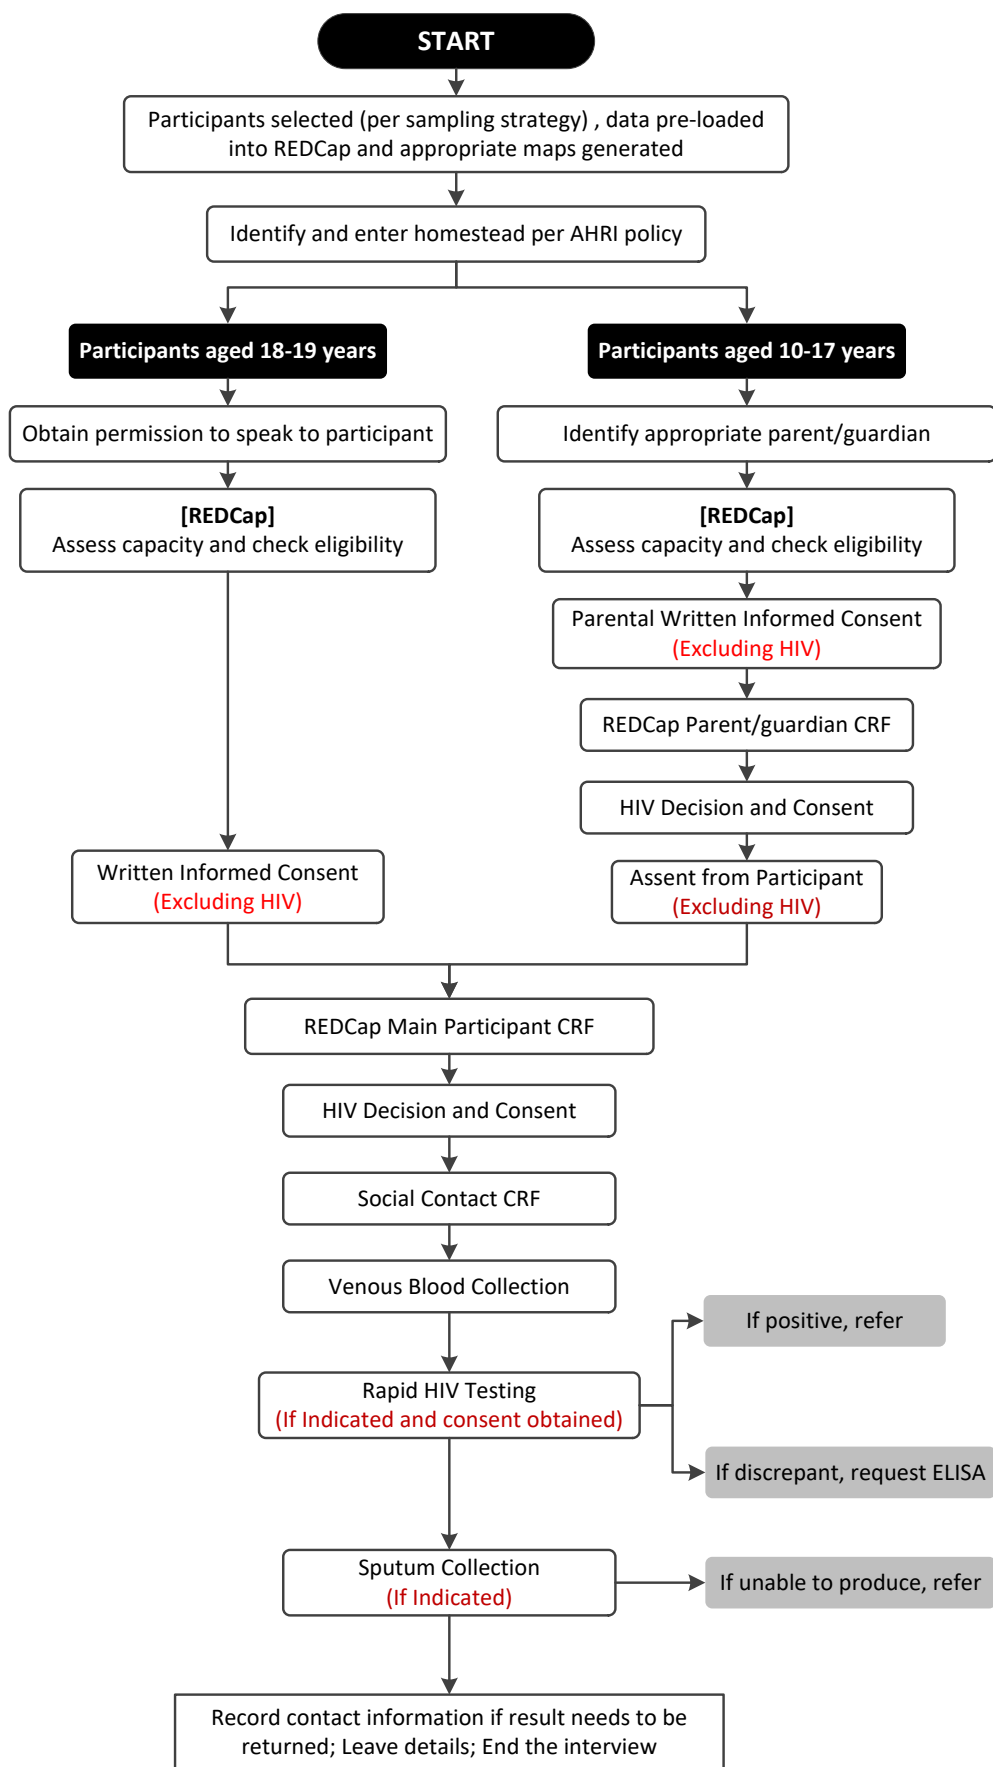 START
Participants selected (per sampling strategy) , data pre-loaded
into REDCap and appropriate maps generated
Identify and enter homestead per AHRI policy
Participants aged 18-19 years
Participants aged 10-17 years
Obtain permission to speak to participant
Identify appropriate parent/guardian
[REDCap]
Assess capacity and check eligibility
[REDCap]
Assess capacity and check eligibility
Parental Written Informed Consent
(Excluding HIV)
REDCap Parent/guardian CRF
HIV Decision and Consent
Written Informed Consent
(Excluding HIV)
Assent from Participant
(Excluding HIV)
REDCap Main Participant CRF
HIV Decision and Consent
Social Contact CRF
Venous Blood Collection
If positive, refer
Rapid HIV Testing
(If Indicated and consent obtained)
If discrepant, request ELISA
Sputum Collection
(If Indicated)
If unable to produce, refer
Record contact information if result needs to be
returned; Leave details; End the interview